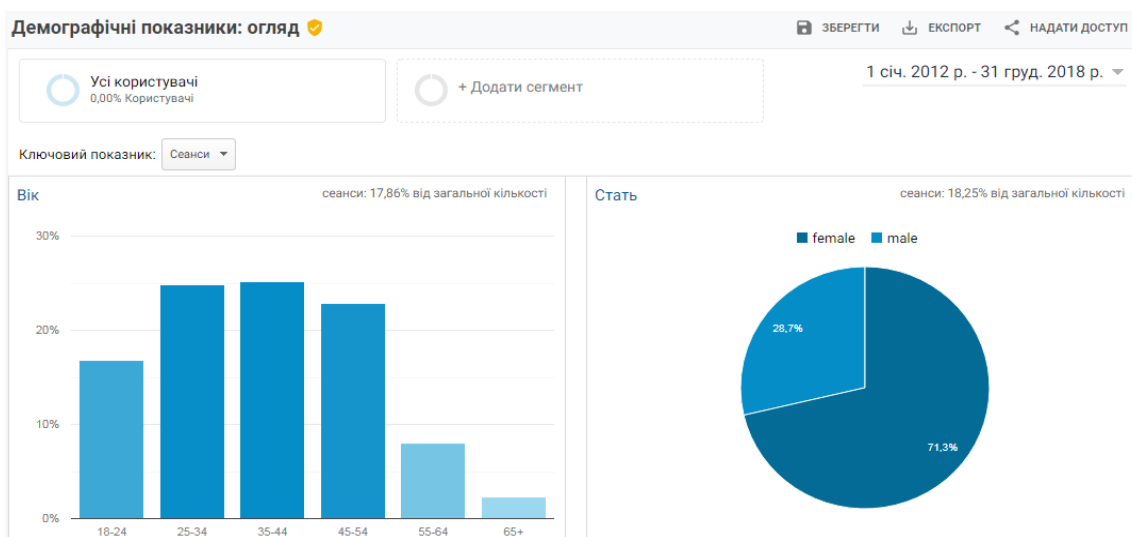 Демографічні показники: огляд
ЗБЕРЕГТИ ЕКСПОРТ НАДАТИ ДОСТУП
Усі користувачі
0,00% Користувачі
+ Додати сегмент
1 січ. 2012 р. - 31 груд. 2018 р.
Ключовий показник: Сеанси
Вік
сеанси: 17,86% від загальної кількості
30%
20%
10%
0%
18-24 25-34 35-44 45-54 55-64 65+
Стать
сеанси: 18,25% від загальної кількості
female male
28,7%
71,3%